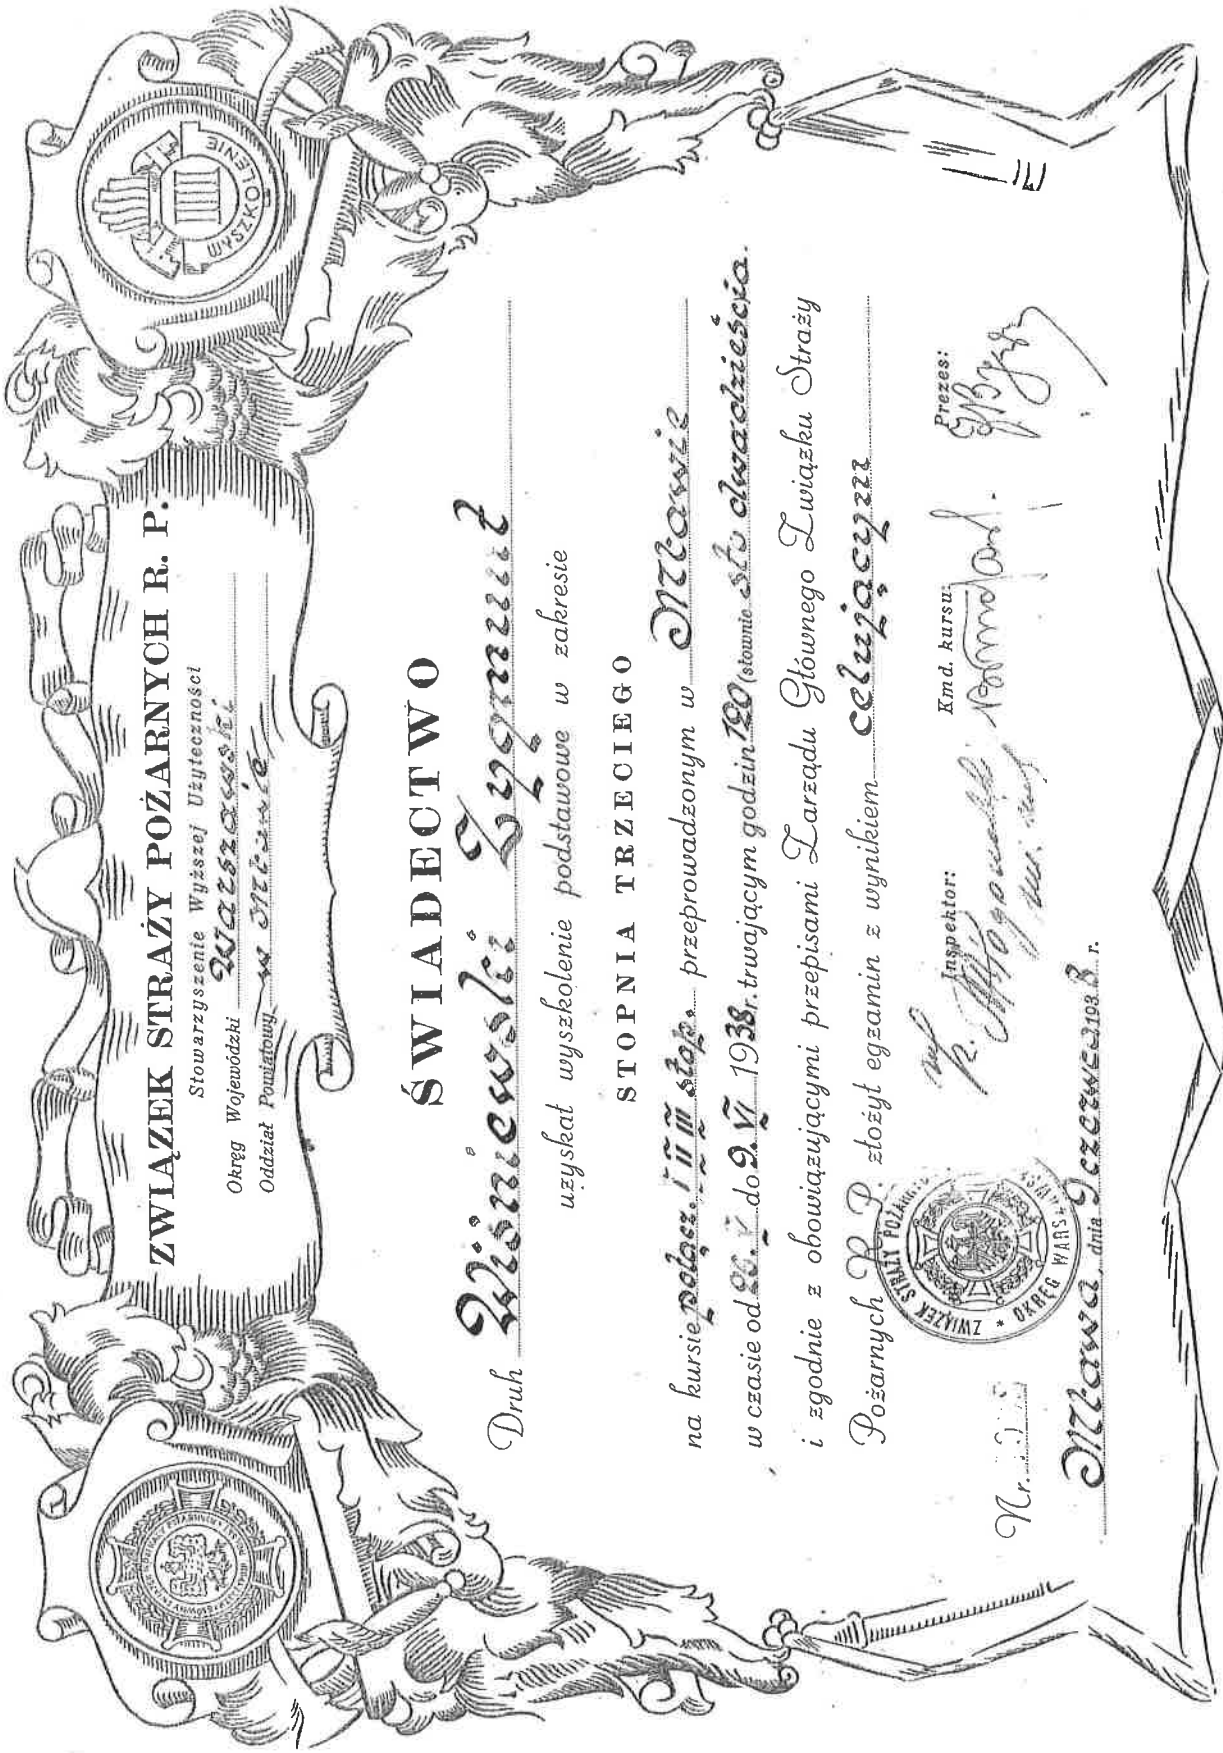 ZWIĄZEK STRAŻY POŻARNYCH R. P.
Stowarzyszenie Wyższej Użyteczności
Okręg Wojewódzki Warszawski
Oddział Powiatowy w Mławie
WYSZKOLENIE
III
ŚWIADECTWO
Druh Wiśniewski Zygmunt
uzyskał wyszkolenie podstawowe w zakresie
STOPNIA TRZECIEGO
na kursie połącz. I II III stop. przeprowadzonym w Mławie
w czasie od 26. V do 9. VI 1938 r. trwającym godzin 120 (słownie sto dwadzieścia.
i zgodnie z obowiązującymi przepisami Zarządu Głównego Związku Straży
Pożarnych R. P. złożył egzamin z wynikiem celującym
Inspektor: Kmd. kursu: Prezes:
ZWIĄZEK STRAŻY POŻARN
OKRĘG WARSZ
Nr.
Mława, dnia 9 czerwca 1938 r.